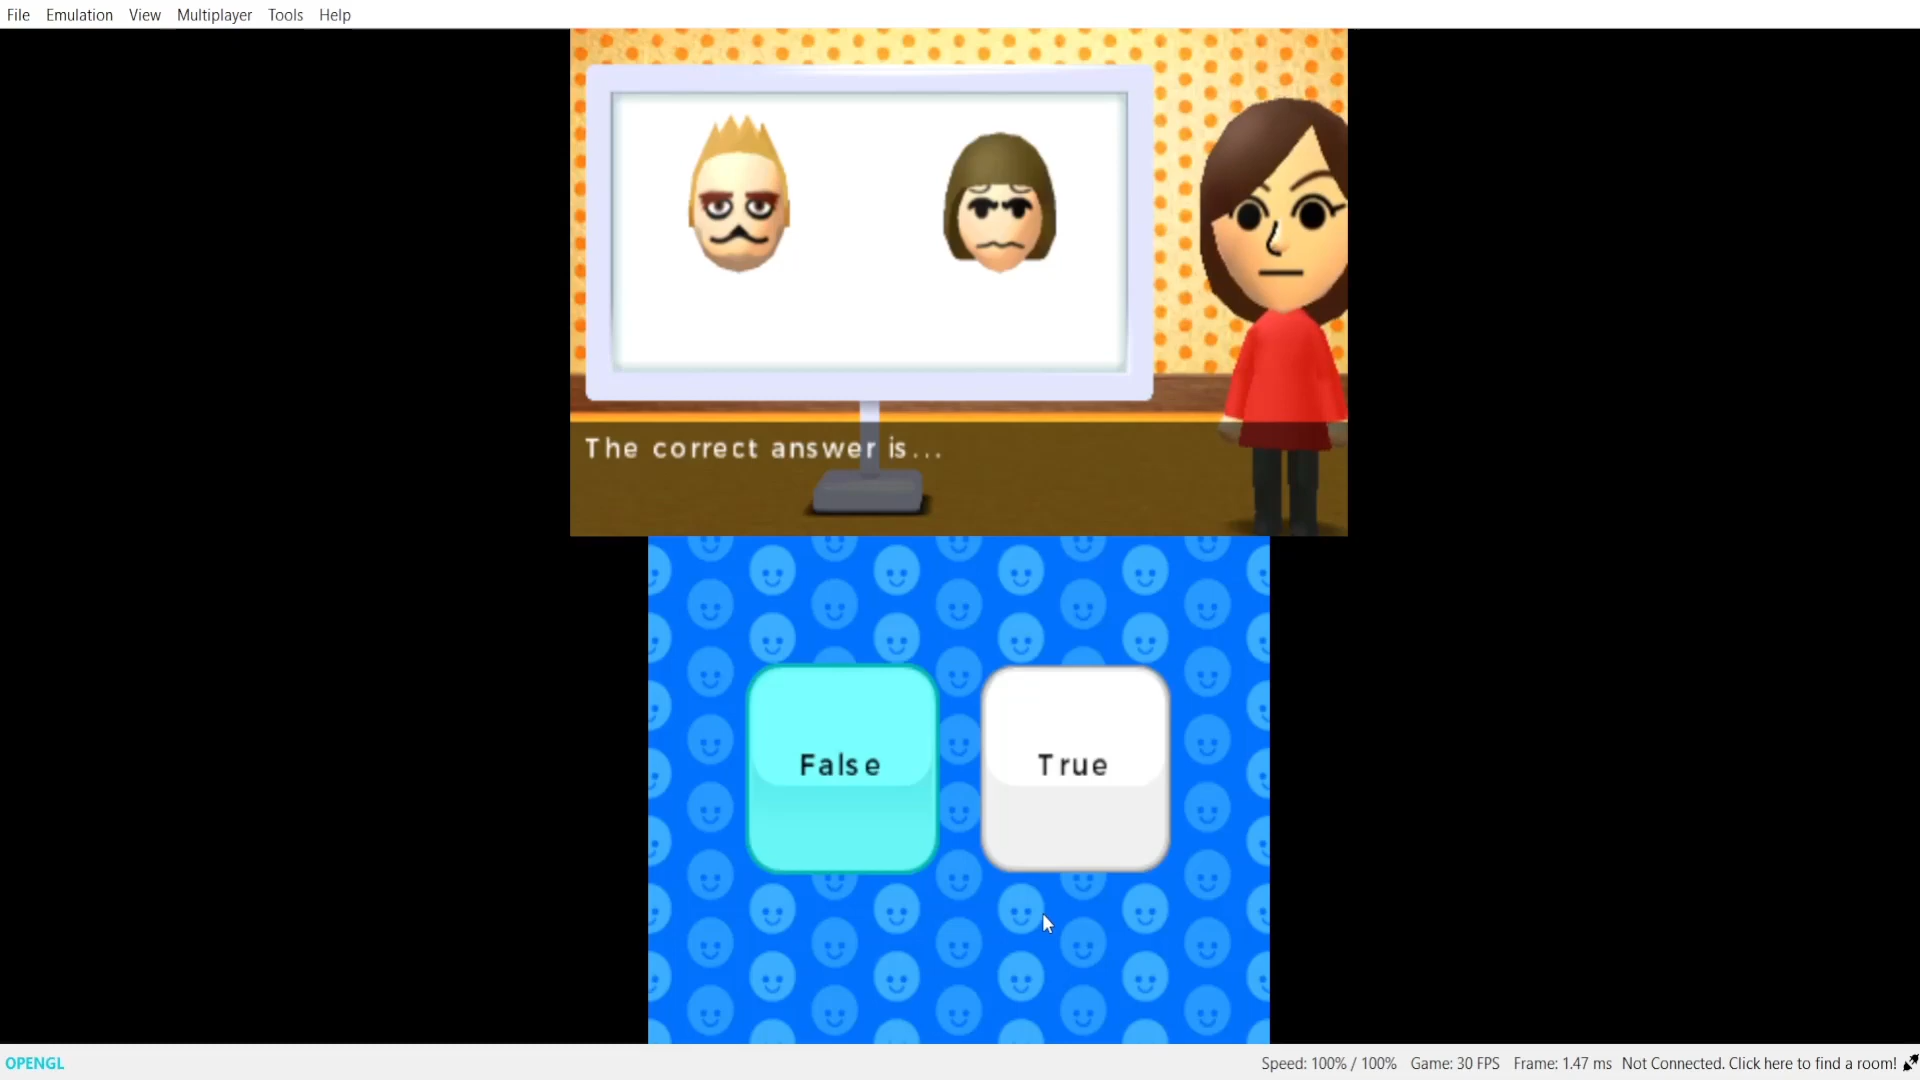 File Emulation View Multiplayer Tools Help
The correct answer is...
False
True
OPENGL
Speed: 100% / 100% Game: 30 FPS Frame: 1.47 ms Not Connected. Click here to find a room!